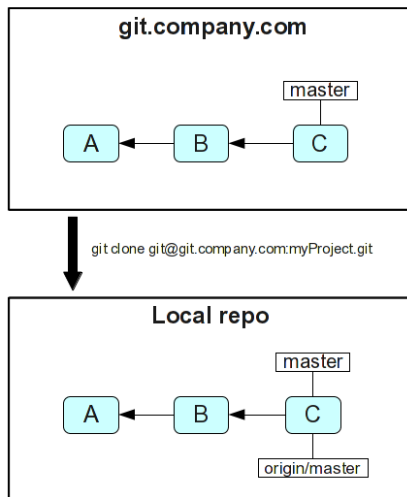 git.company.com
master
A
B
C
git clone git@git.company.com:myProject.git
Local repo
master
A
B
C
origin/master